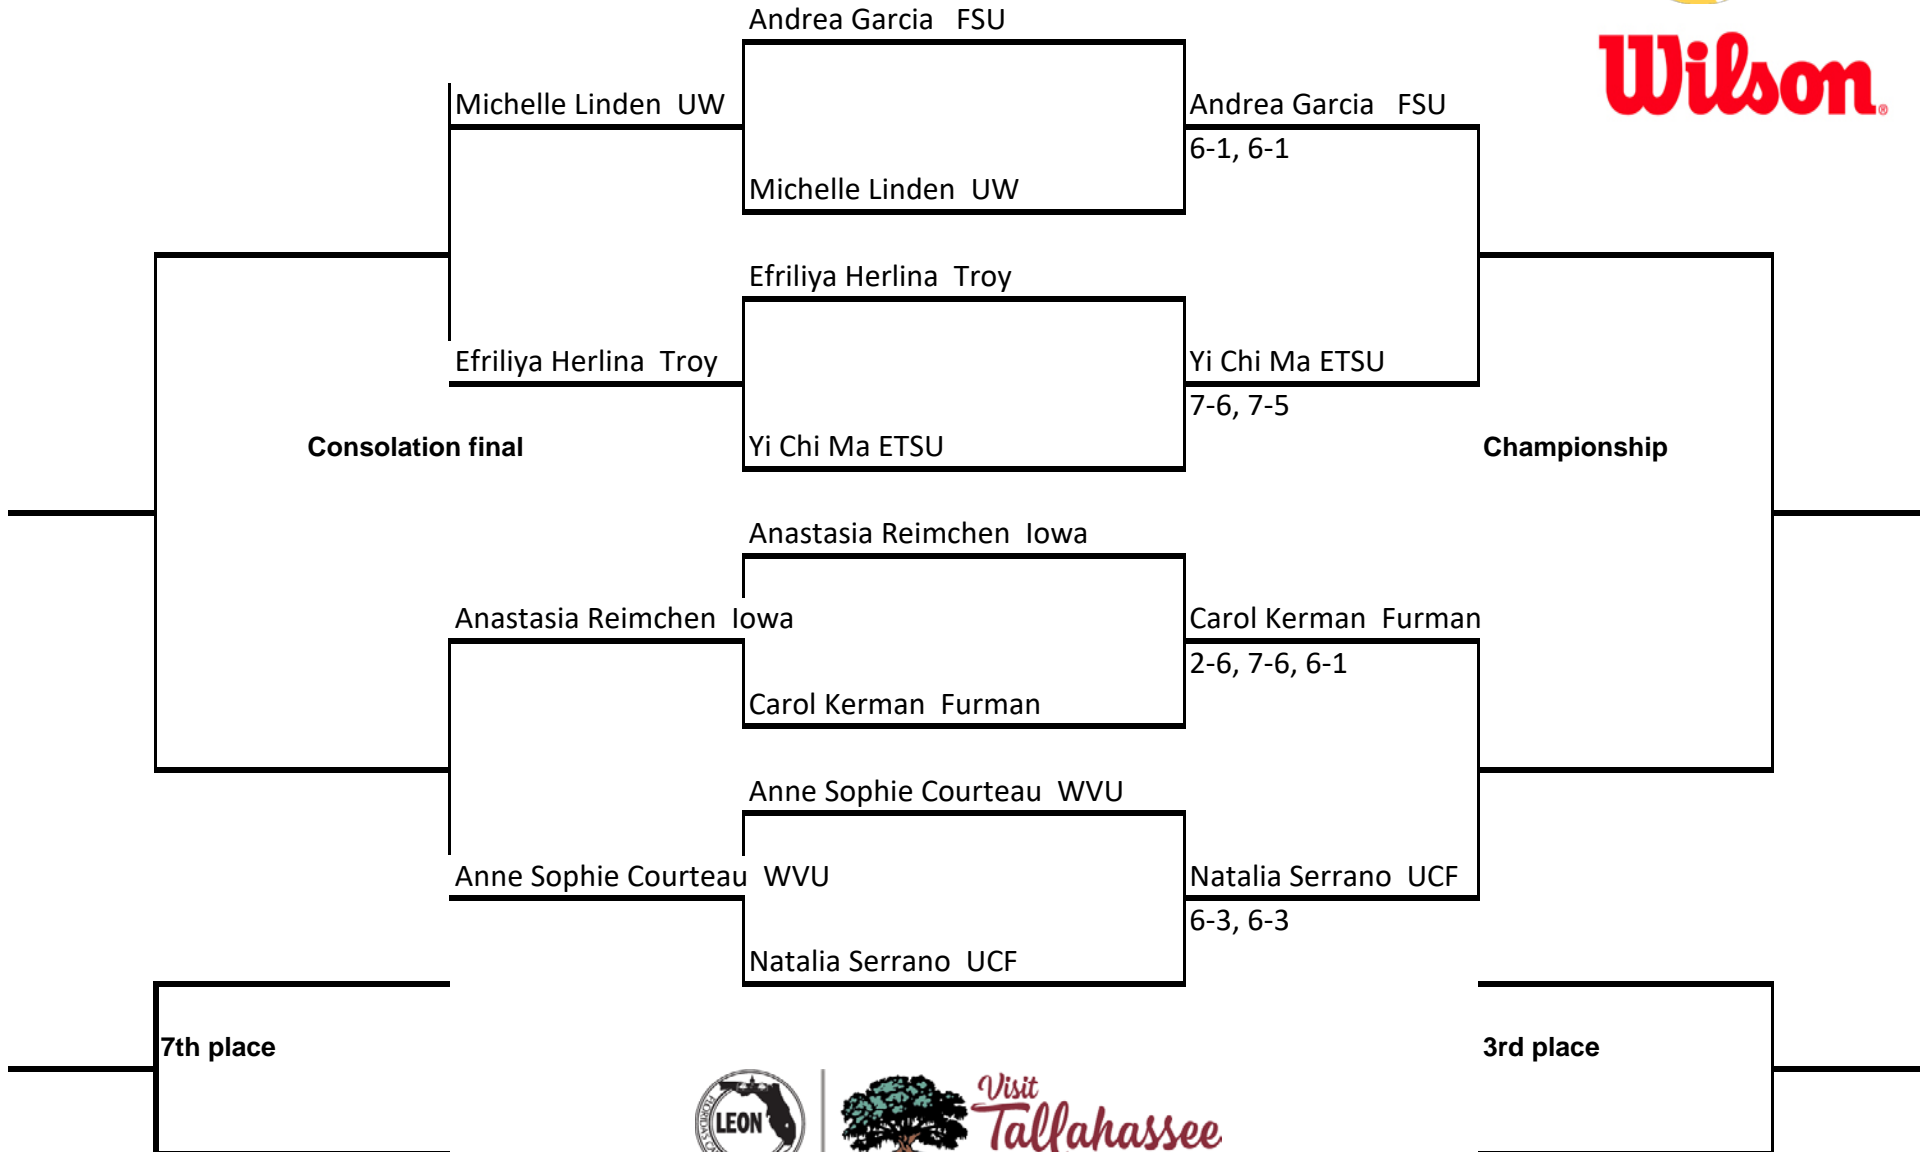 Andrea Garcia   FSU
Wilson
Michelle Linden  UW
Andrea Garcia   FSU
6-1, 6-1
Michelle Linden  UW
Efriliya Herlina  Troy
Efriliya Herlina  Troy
Yi Chi Ma ETSU
7-6, 7-5
Consolation final
Yi Chi Ma ETSU
Championship
Anastasia Reimchen  Iowa
Anastasia Reimchen  Iowa
Carol Kerman  Furman
2-6, 7-6, 6-1
Carol Kerman  Furman
Anne Sophie Courteau  WVU
Anne Sophie Courteau  WVU
Natalia Serrano  UCF
6-3, 6-3
Natalia Serrano  UCF
7th place
3rd place
LEON
Visit
Tallahassee